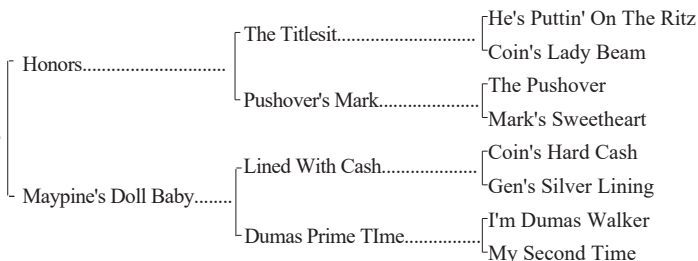 He's Puttin' On The Ritz
The Titlesit..................................
Coin's Lady Beam
Honors...................................
The Pushover
Pushover's Mark.........................
Mark's Sweetheart
Coin's Hard Cash
Lined With Cash........................
Gen's Silver Lining
Maypine's Doll Baby.........
I'm Dumas Walker
Dumas Prime TIme..................
My Second Time